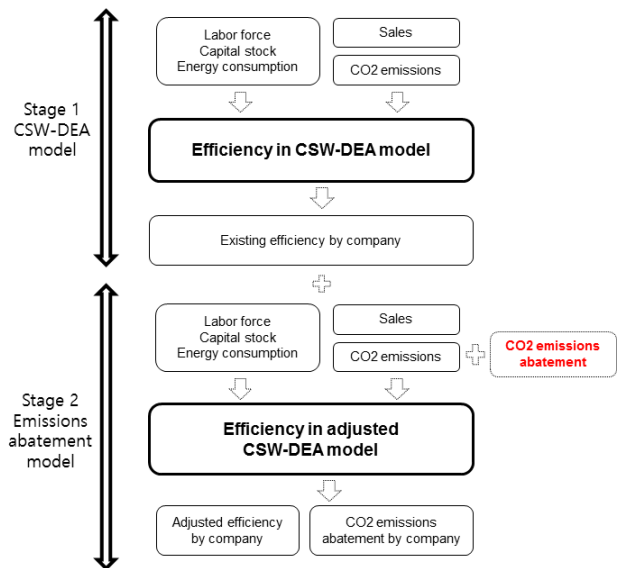 Stage 1
CSW-DEA
model
Labor force
Capital stock
Energy consumption
Sales
CO2 emissions
Efficiency in CSW-DEA model
Existing efficiency by company
Stage 2
Emissions
abatement
model
Labor force
Capital stock
Energy consumption
Sales
CO2 emissions
CO2 emissions
abatement
Efficiency in adjusted
CSW-DEA model
Adjusted efficiency
by company
CO2 emissions
abatement by company